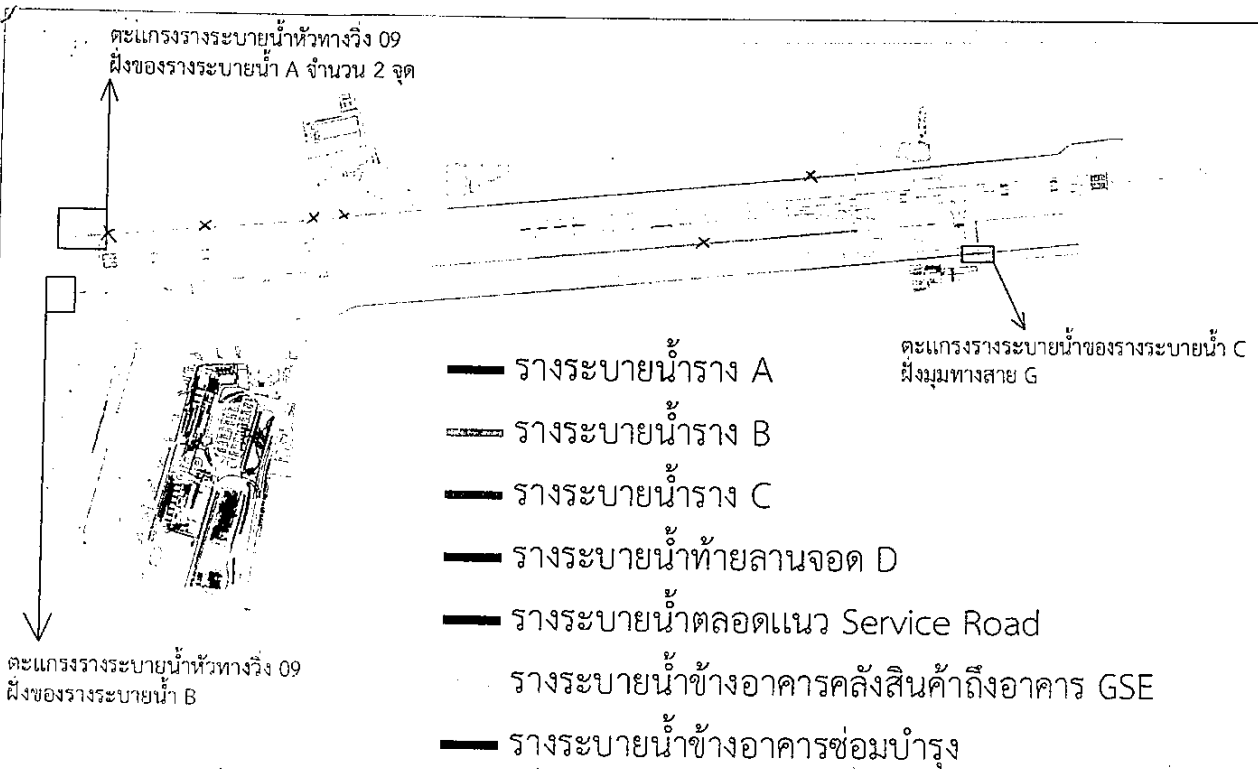 ตะแกรงรางระบายน้ำหัวทางวิ่ง 09
ฝั่งของรางระบายน้ำ A จำนวน 2 จุด
ตะแกรงรางระบายน้ำของรางระบายน้ำ C
ฝั่งมุมทางสาย G
รางระบายน้ำราง A
รางระบายน้ำราง B
รางระบายน้ำราง C
รางระบายน้ำท้ายลานจอด D
รางระบายน้ำตลอดแนว Service Road
รางระบายน้ำข้างอาคารคลังสินค้าถึงอาคาร GSE
รางระบายน้ำข้างอาคารซ่อมบำรุง
ตะแกรงรางระบายน้ำหัวทางวิ่ง 09
ฝั่งของรางระบายน้ำ B